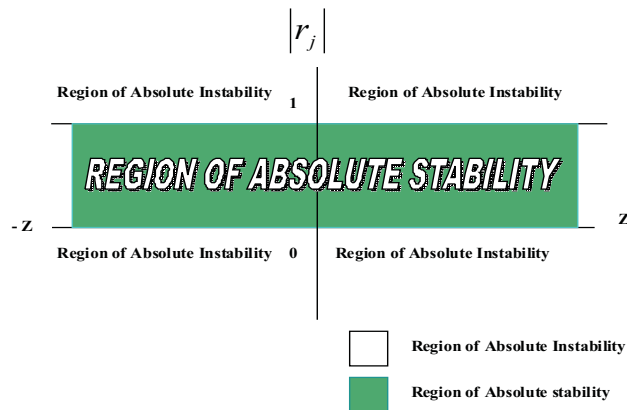 |r_j|
Region of Absolute Instability Region of Absolute Instability
1
REGION OF ABSOLUTE STABILITY
- Z Z
Region of Absolute Instability 0 Region of Absolute Instability
Region of Absolute Instability
Region of Absolute stability